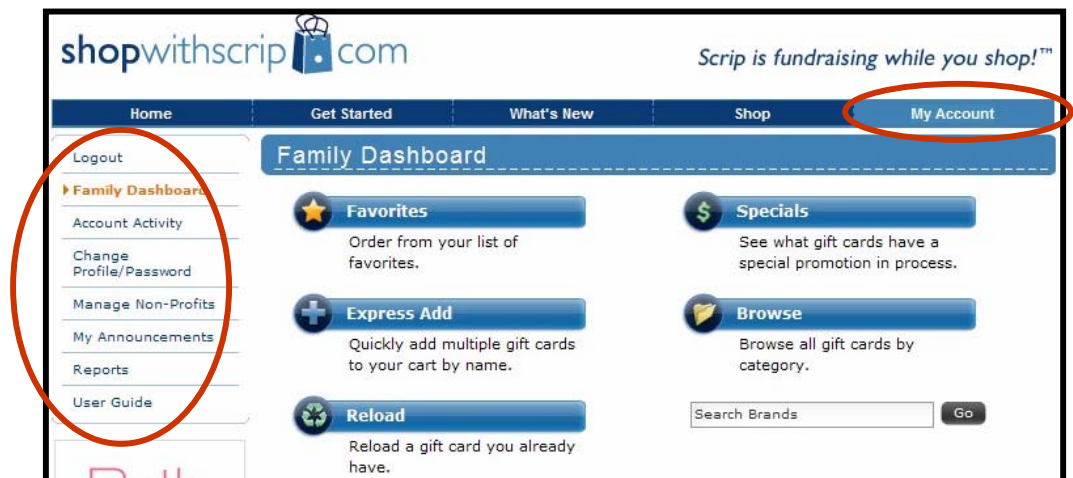 shopwithscrip com
Scrip is fundraising while you shop!™
Home
Get Started
What's New
Shop
My Account
Logout
Family Dashboard
Account Activity
Change
Profile/Password
Manage Non-Profits
My Announcements
Reports
User Guide
Family Dashboard
Favorites
Order from your list of
favorites.
Express Add
Quickly add multiple gift cards
to your cart by name.
Reload
Reload a gift card you already
have.
Specials
See what gift cards have a
special promotion in process.
Browse
Browse all gift cards by
category.
Search Brands
Go